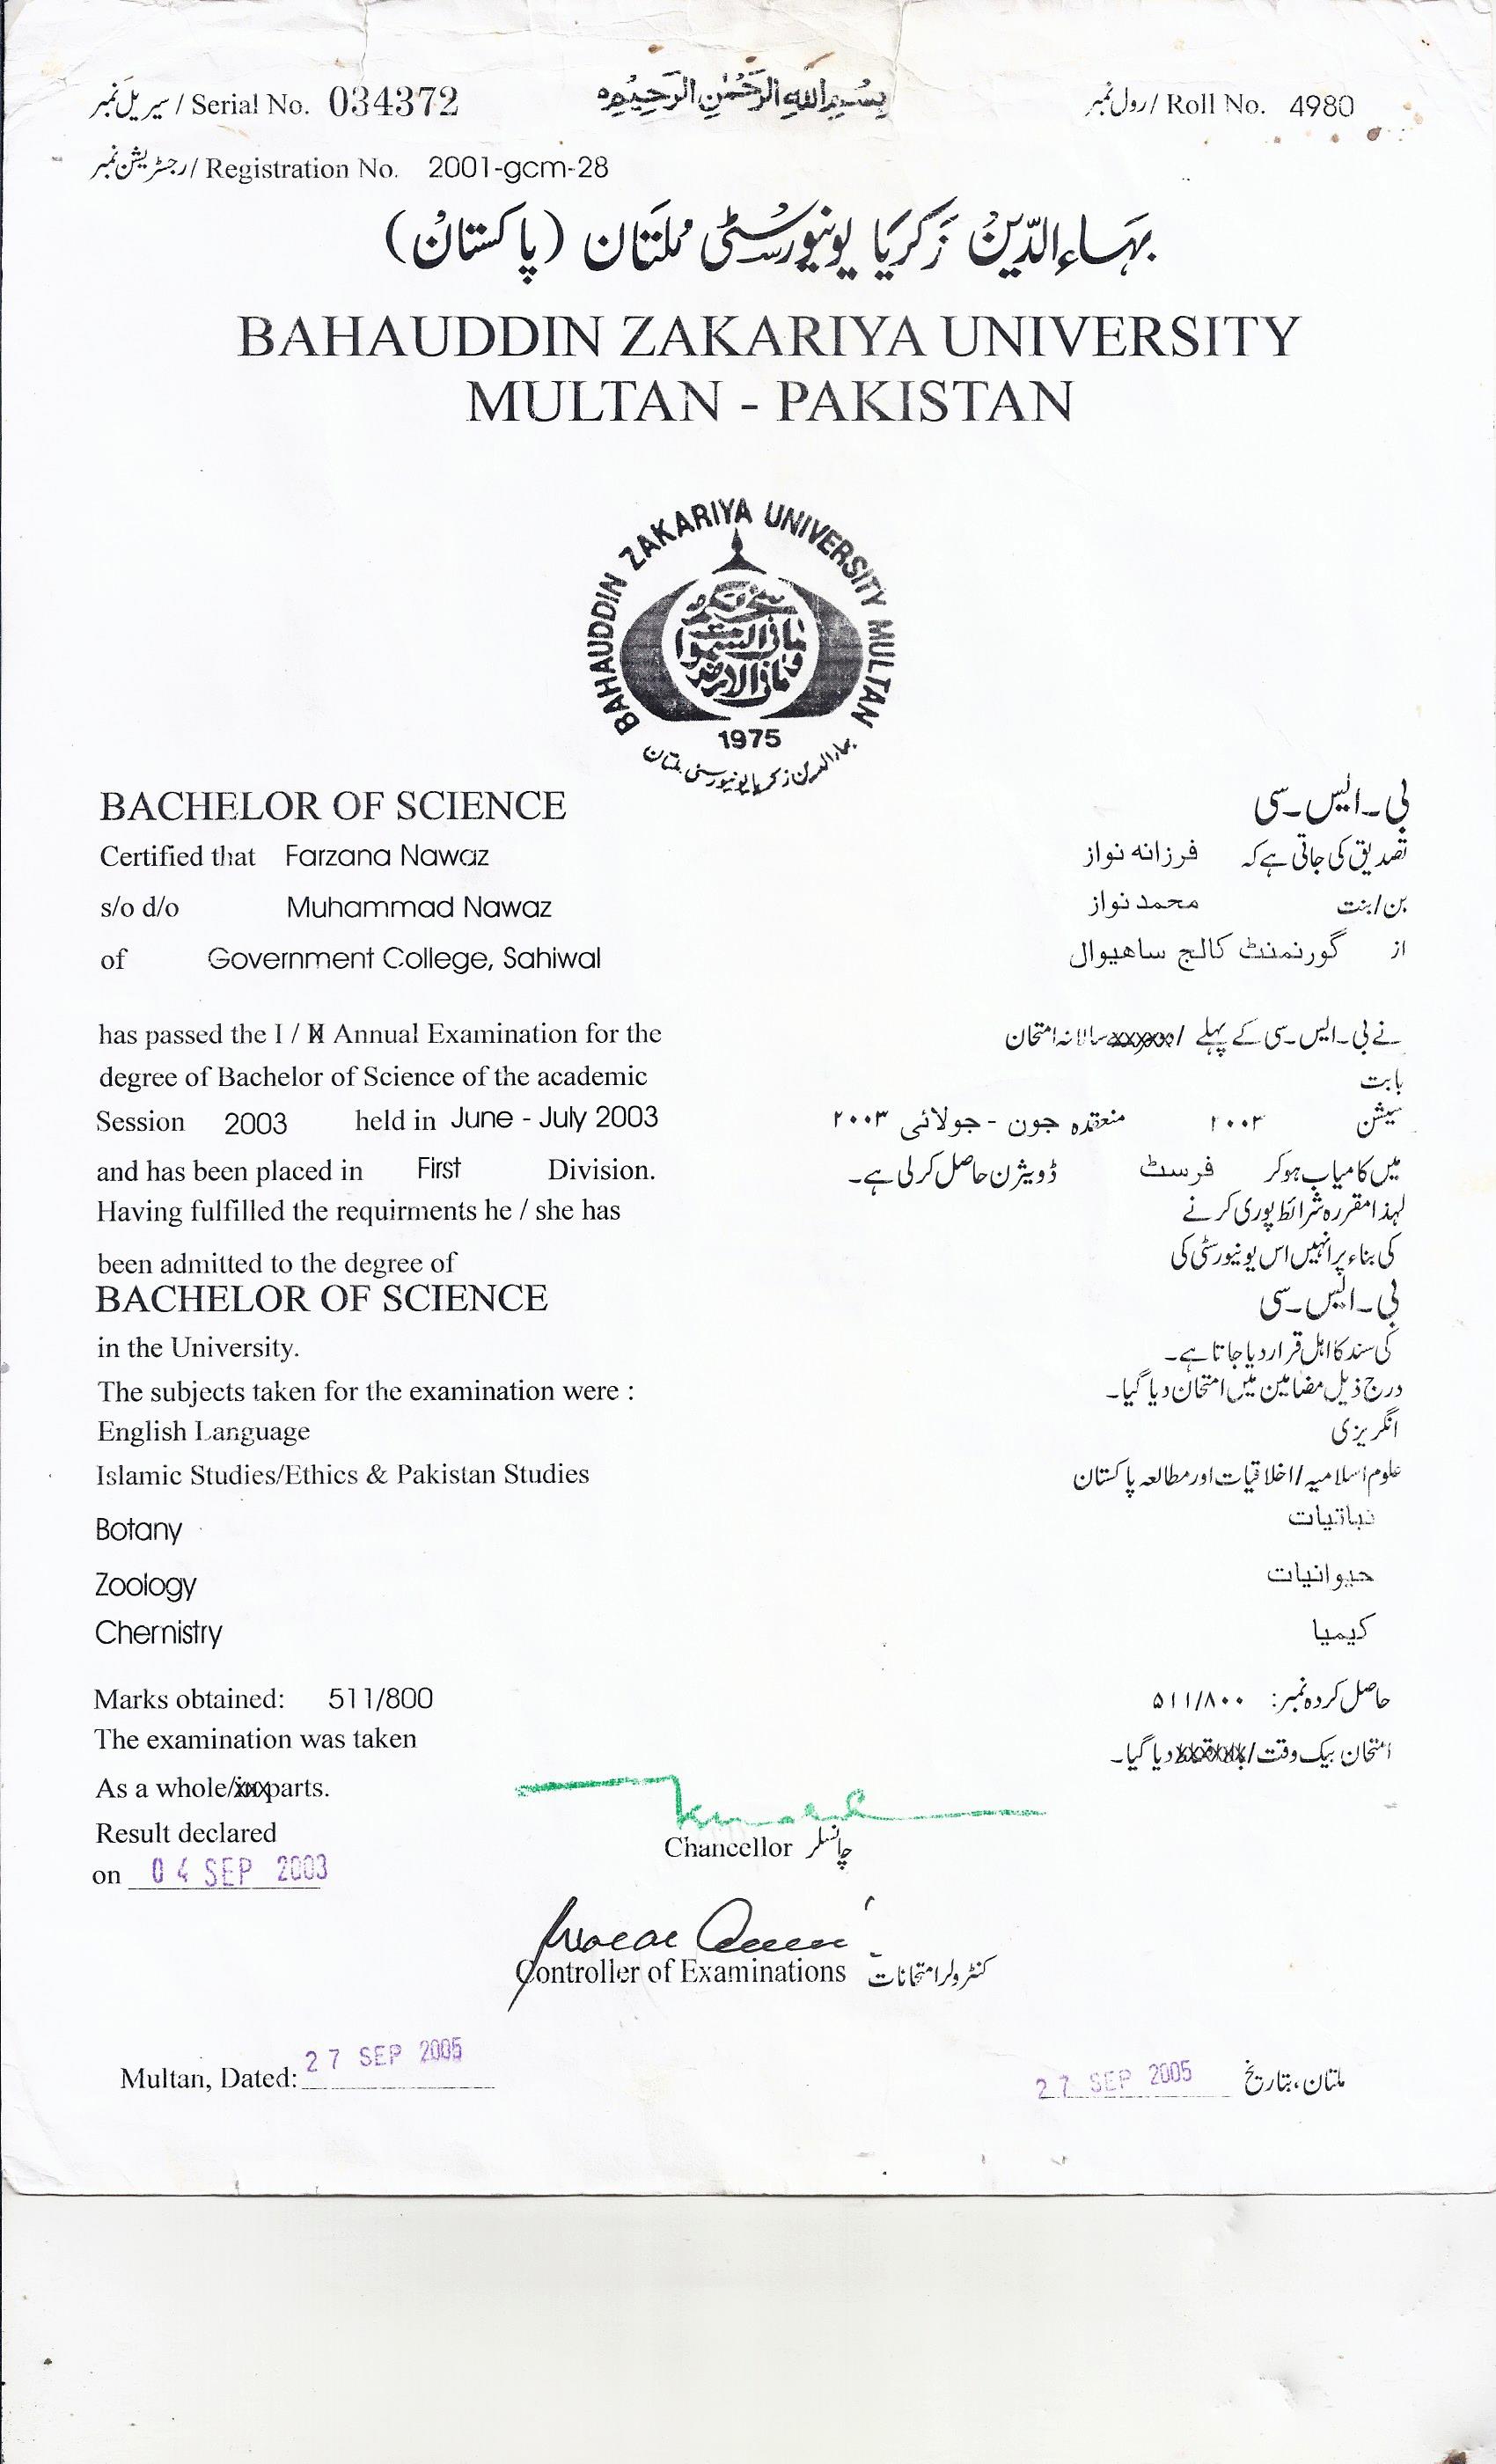 سیریل نمبر / Serial No. 034372
بِسْمِ اللهِ الرَّحْمٰنِ الرَّحِيْمِ
رول نمبر / Roll No. 4980
رجسٹریشن نمبر / Registration No. 2001-gcm-28
بہاءالدین زکریا یونیورسٹی ملتان (پاکستان)
BAHAUDDIN ZAKARIYA UNIVERSITY
MULTAN - PAKISTAN
BAHAUDDIN ZAKARIYA UNIVERSITY MULTAN
1975
بہاءالدین زکریا یونیورسٹی ملتان
BACHELOR OF SCIENCE بی۔ایس۔سی
Certified that Farzana Nawaz تصدیق کی جاتی ہے کہ فرزانہ نواز
s/o d/o Muhammad Nawaz بن/بنت محمد نواز
of Government College, Sahiwal از گورنمنٹ کالج ساھیوال
has passed the I / Annual Examination for the نے بی۔ایس۔سی کے پہلے / سالانہ امتحان
degree of Bachelor of Science of the academic بابت
Session 2003 held in June - July 2003 سیشن ۲۰۰۳ منعقدہ جون - جولائی ۲۰۰۳
and has been placed in First Division. میں کامیاب ہوکر فرسٹ ڈویژن حاصل کرلی ہے۔
Having fulfilled the requirments he / she has لہذا مقررہ شرائط پوری کرنے
been admitted to the degree of کی بناء پر انہیں اس یونیورسٹی کی
BACHELOR OF SCIENCE بی۔ایس۔سی
in the University. کی سند کا اہل قرار دیا جاتا ہے۔
The subjects taken for the examination were : درج ذیل مضامین میں امتحان دیا گیا۔
English Language انگریزی
Islamic Studies/Ethics & Pakistan Studies علوم اسلامیہ/اخلاقیات اور مطالعہ پاکستان
Botany نباتیات
Zoology حیوانیات
Chemistry کیمیا
Marks obtained: 511/800 حاصل کردہ نمبر: ۵۱۱/۸۰۰
The examination was taken امتحان بیک وقت/ دیا گیا۔
As a whole/in parts.
Result declared
on 04 SEP 2003
Chancellor چانسلر
Controller of Examinations کنٹرولر امتحانات
Multan, Dated: 27 SEP 2005 ملتان، بتاریخ 27 SEP 2005